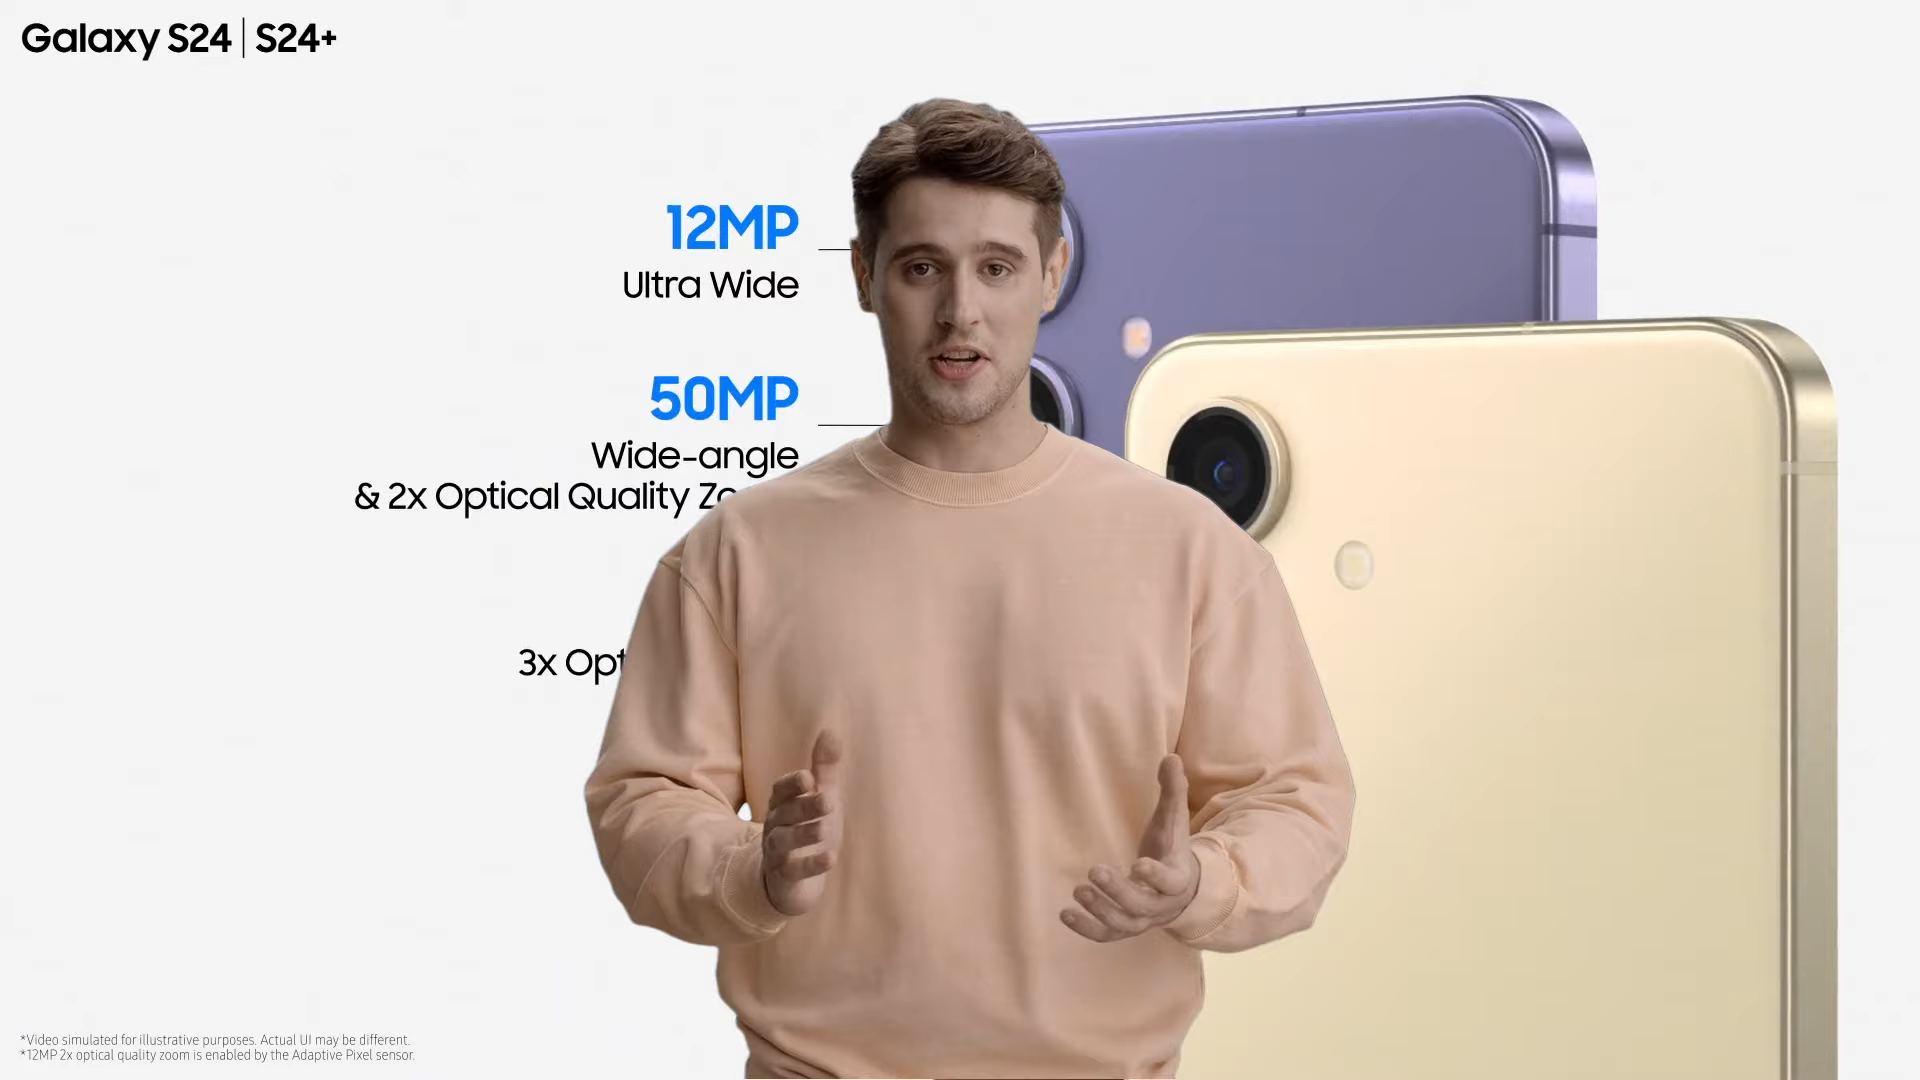 Galaxy S24 | S24+
12MP
Ultra Wide
50MP
Wide-angle
& 2x Optical Quality
3x
*Video simulated for illustrative purposes. Actual UI may be different.
*12MP 2x optical quality zoom is enabled by the Adaptive Pixel sensor.